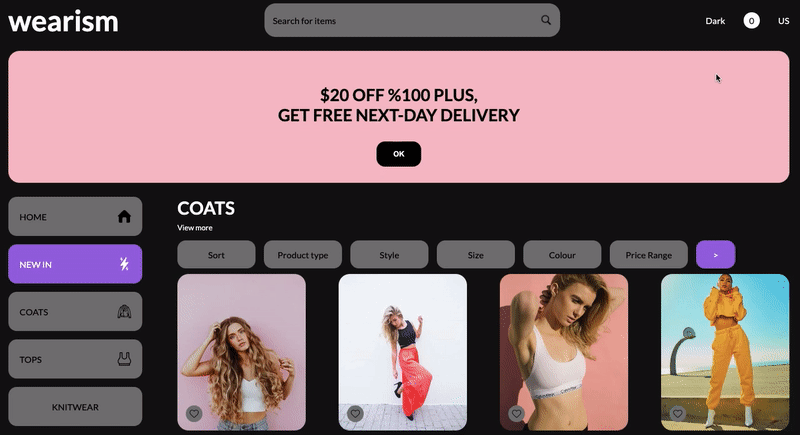 wearism
Search for items
Dark
0
US
$20 OFF %100 PLUS,
GET FREE NEXT-DAY DELIVERY
OK
HOME
NEW IN
COATS
TOPS
KNITWEAR
COATS
View more
Sort
Product type
Style
Size
Colour
Price Range
>